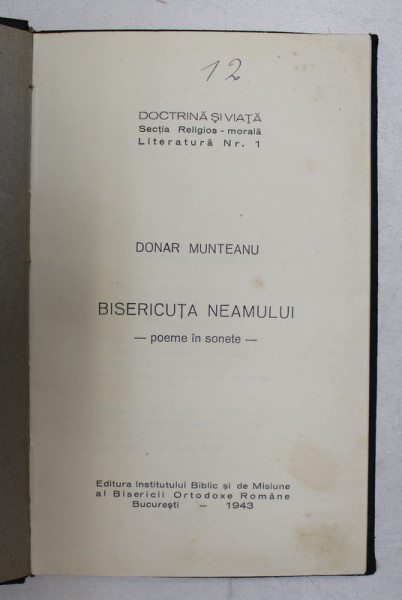 12
DOCTRINĂ ŞI VIAŢĂ
Secţia Religios - morală
Literatură Nr. 1
DONAR MUNTEANU
BISERICUŢA NEAMULUI
— poeme în sonete —
Editura Institutului Biblic şi de Misiune
al Bisericii Ortodoxe Române
Bucureşti — 1943